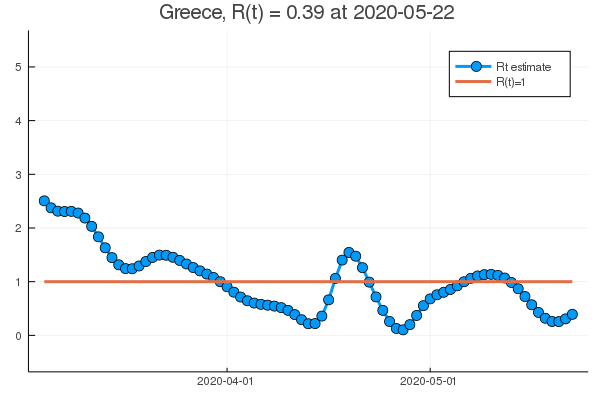 Greece, R(t) = 0.39 at 2020-05-22
5
4
3
2
1
0
Rt estimate
R(t)=1
2020-04-01
2020-05-01